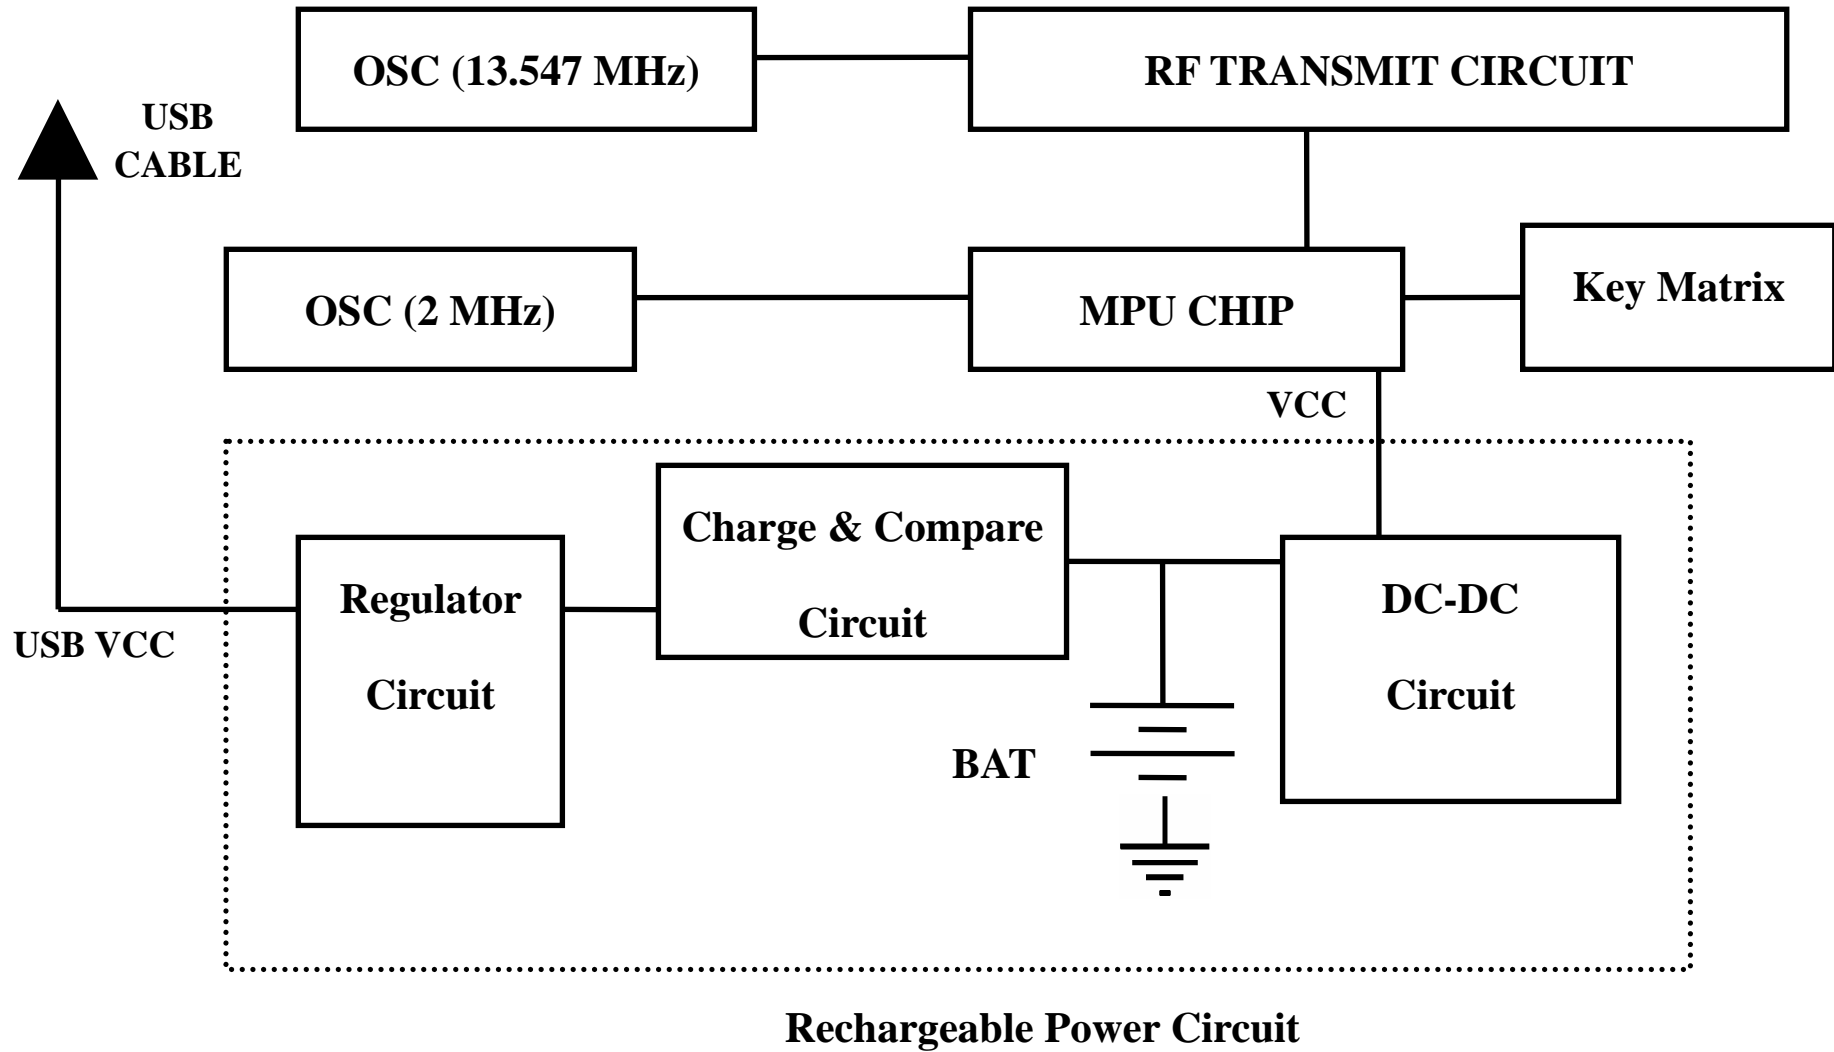 OSC (13.547 MHz)
RF TRANSMIT CIRCUIT
USB
CABLE
OSC (2 MHz)
MPU CHIP
Key Matrix
VCC
Charge & Compare
Circuit
Regulator
Circuit
DC-DC
Circuit
USB VCC
BAT
Rechargeable Power Circuit